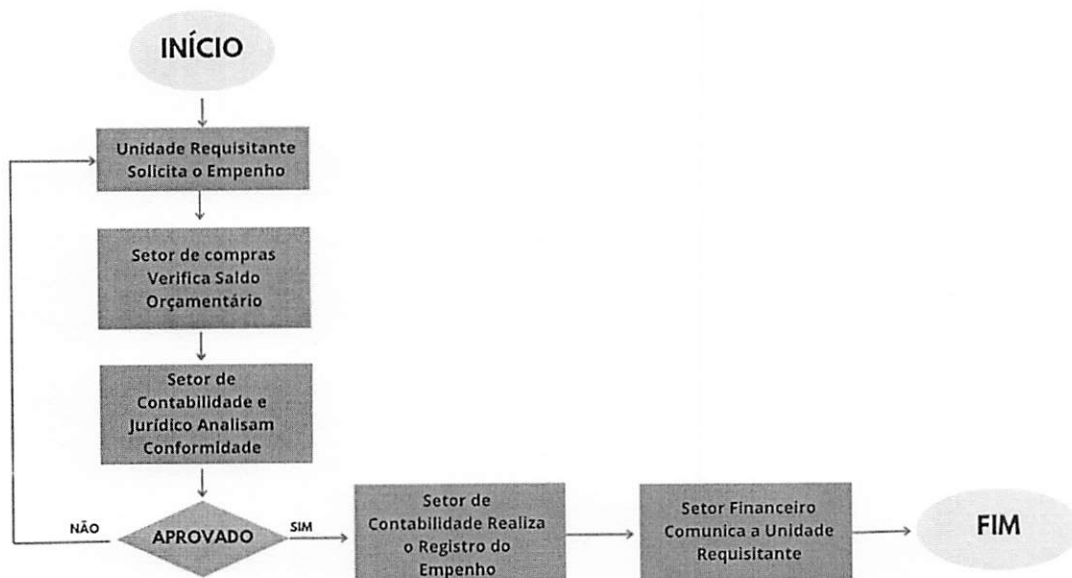 INÍCIO
Unidade Requisitante
Solicita o Empenho
Setor de compras
Verifica Saldo
Orçamentário
Setor de
Contabilidade e
Jurídico Analisam
Conformidade
NÃO
APROVADO
SIM
Setor de
Contabilidade Realiza
o Registro do
Empenho
Setor Financeiro
Comunica a Unidade
Requisitante
FIM